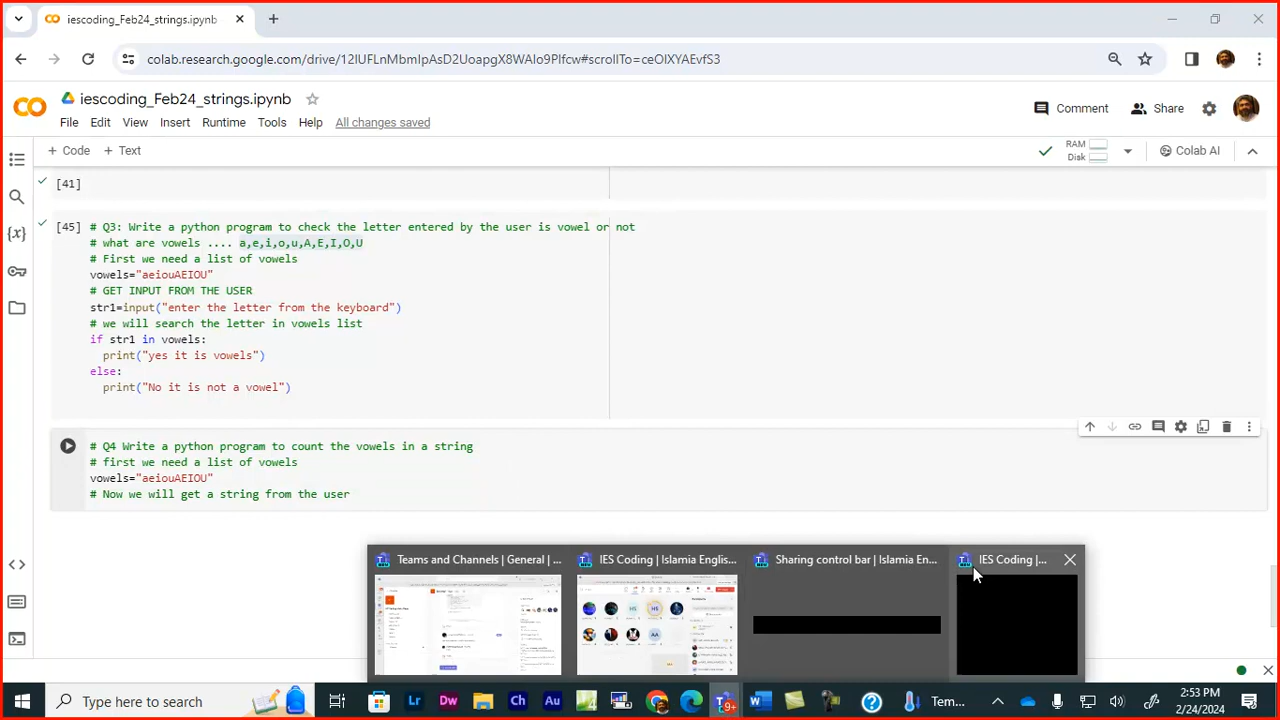 iescoding_Feb24_strings.ipynb
colab.research.google.com/drive/12IUFLnMbmIpAsD2UoapgX8WAIo9PIfcw#scrollTo=ceOlXYAEvfS3
iescoding_Feb24_strings.ipynb
Comment
Share
File Edit View Insert Runtime Tools Help All changes saved
+ Code + Text
RAM
Disk
Colab AI
[41]
[45] # Q3: Write a python program to check the letter entered by the user is vowel or not
# what are vowels .... a,e,i,o,u,A,E,I,O,U
# First we need a list of vowels
vowels="aeiouAEIOU"
# GET INPUT FROM THE USER
str1=input("enter the letter from the keyboard")
# we will search the letter in vowels list
if str1 in vowels:
print("yes it is vowels")
else:
print("No it is not a vowel")
# Q4 Write a python program to count the vowels in a string
# first we need a list of vowels
vowels="aeiouAEIOU"
# Now we will get a string from the user
Teams and Channels | General | ...
IES Coding | Islamia Englis...
Sharing control bar | Islamia En...
IES Coding |...
Type here to search
Lr
Dw
Ch
Au
9+
Tem...
2:53 PM
2/24/2024